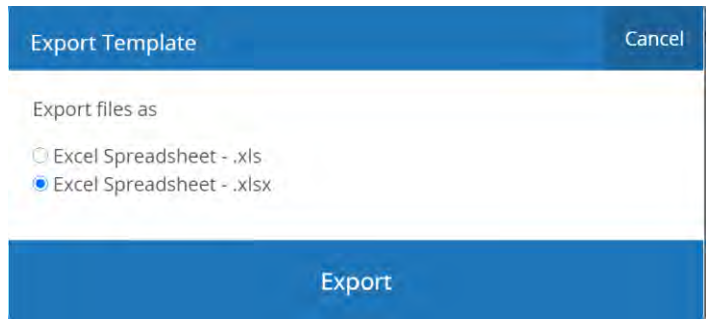 Export Template
Cancel
Export files as
Excel Spreadsheet - .xls
Excel Spreadsheet - .xlsx
Export